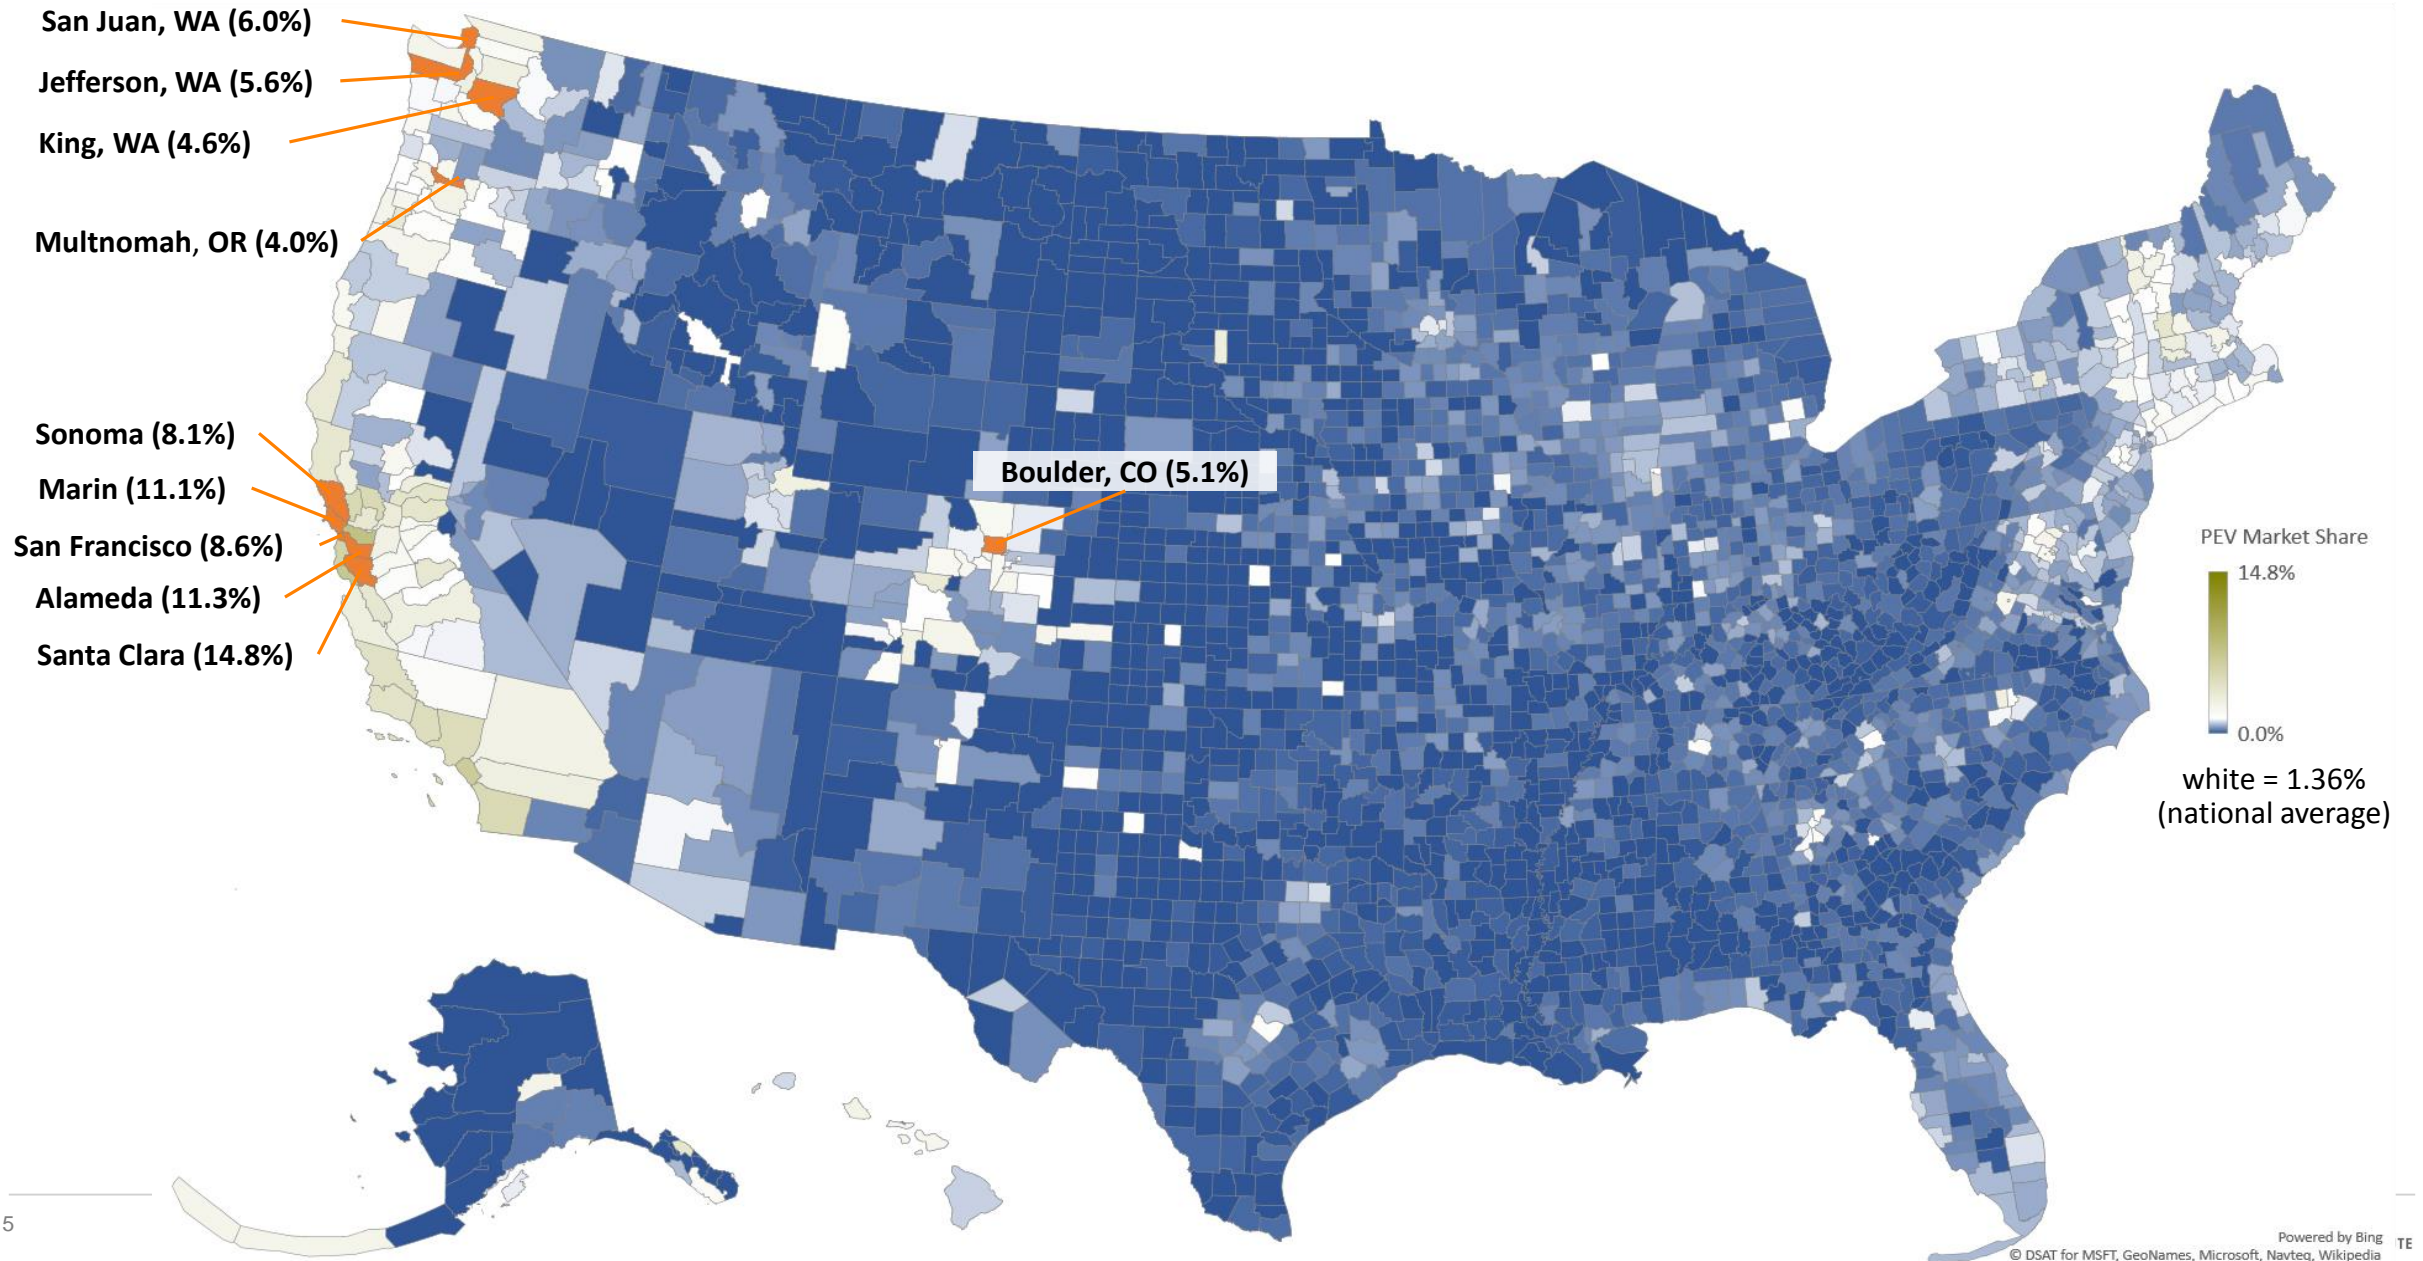 San Juan, WA (6.0%)
Jefferson, WA (5.6%)
King, WA (4.6%)
Multnomah, OR (4.0%)
Sonoma (8.1%)
Marin (11.1%)
San Francisco (8.6%)
Alameda (11.3%)
Santa Clara (14.8%)
Boulder, CO (5.1%)
PEV Market Share
14.8%
0.0%
white = 1.36%
(national average)
5
Powered by Bing
© DSAT for MSFT, GeoNames, Microsoft, Navteq, Wikipedia
TE